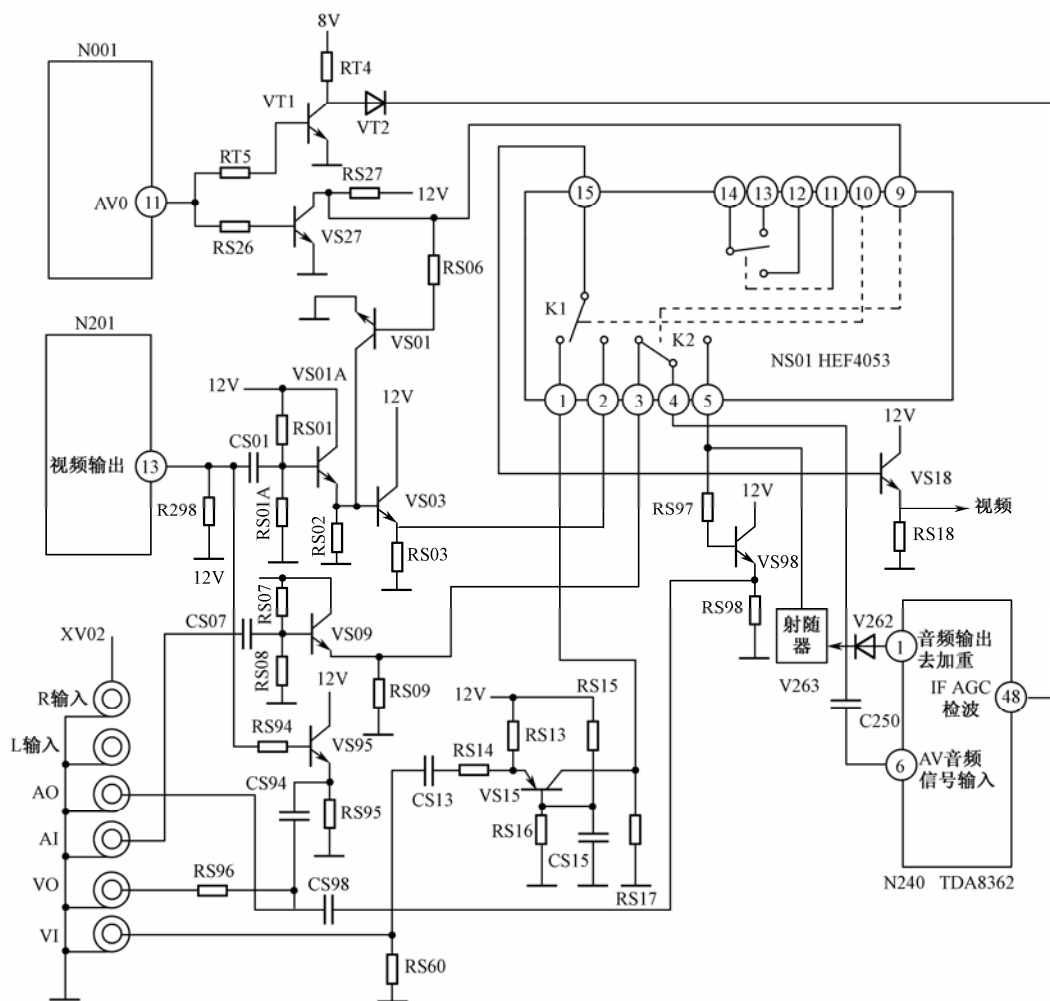 8V
N001
RT4
VT1
VT2
RT5
RS27
12V
AV0
11
RS26
VS27
15
14
13
12
11
10
9
RS06
K1
K2
VS01
NS01 HEF4053
N201
VS01A
12V
12V
1
2
3
4
5
RS01
CS01
视频输出
13
VS03
12V
VS18
R298
RS01A
RS02
RS03
12V
RS97
12V
视频
RS18
VS98
CS07
RS07
VS09
RS98
射随器
V262
1
音频输出
去加重
XV02
RS08
RS09
V263
IF AGC
检波
48
R输入
12V
12V
RS15
C250
RS94
VS95
RS13
L输入
CS94
RS14
6
AV音频
信号输入
AO
RS95
CS13
VS15
RS16
CS15
AI
RS96
CS98
RS17
N240 TDA8362
VO
VI
RS60